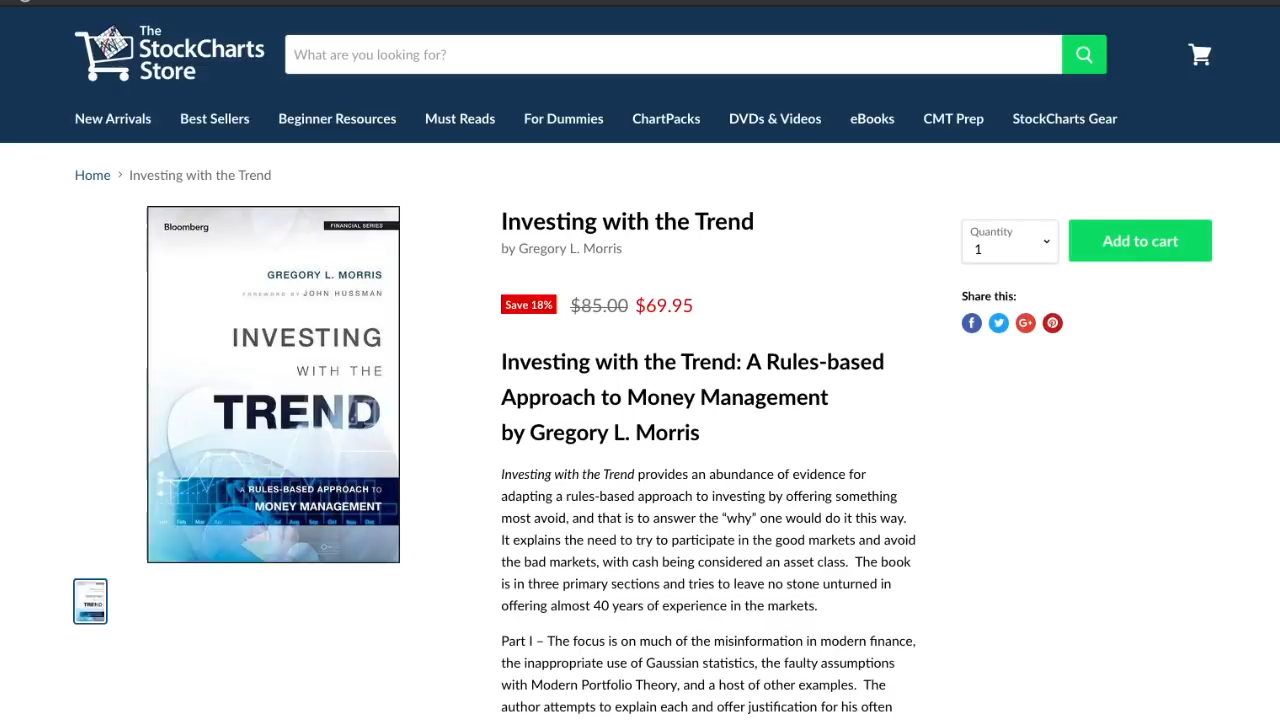 The
StockCharts
Store
What are you looking for?
New Arrivals Best Sellers Beginner Resources Must Reads For Dummies ChartPacks DVDs & Videos eBooks CMT Prep StockCharts Gear
Home > Investing with the Trend
Bloomberg FINANCIAL SERIES
GREGORY L. MORRIS
FOREWORD BY JOHN HUSSMAN
INVESTING
WITH THE
TREND
A RULES-BASED APPROACH TO
MONEY MANAGEMENT
Investing with the Trend
by Gregory L. Morris
Save 18% $85.00 $69.95
Investing with the Trend: A Rules-based
Approach to Money Management
by Gregory L. Morris
Investing with the Trend provides an abundance of evidence for
adapting a rules-based approach to investing by offering something
most avoid, and that is to answer the “why” one would do it this way.
It explains the need to try to participate in the good markets and avoid
the bad markets, with cash being considered an asset class.  The book
is in three primary sections and tries to leave no stone unturned in
offering almost 40 years of experience in the markets.
Part I – The focus is on much of the misinformation in modern finance,
the inappropriate use of Gaussian statistics, the faulty assumptions
with Modern Portfolio Theory, and a host of other examples.  The
author attempts to explain each and offer justification for his often
Quantity
1
Add to cart
Share this: